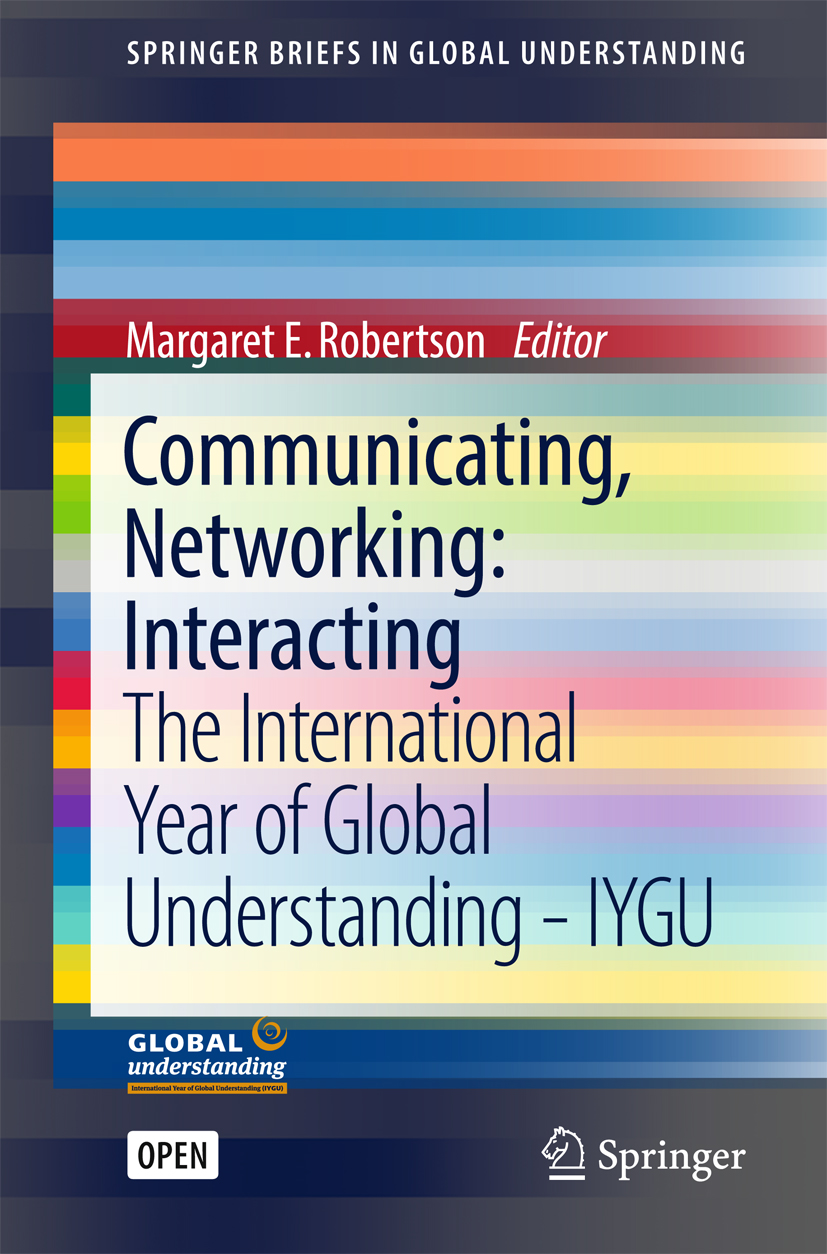 SPRINGER BRIEFS IN GLOBAL UNDERSTANDING
Margaret E. Robertson Editor
Communicating,
Networking:
Interacting
The International
Year of Global
Understanding – IYGU
GLOBAL
understanding
International Year of Global Understanding (IYGU)
OPEN
Springer